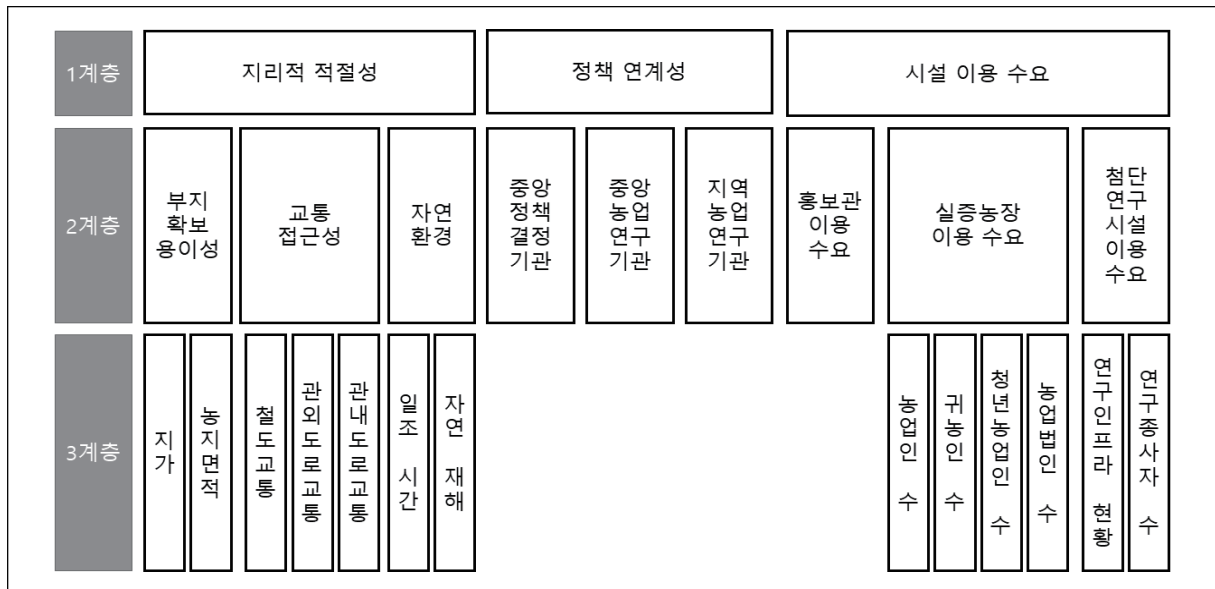 1계층
지리적 적절성
정책 연계성
시설 이용 수요
2계층
부지
확보
용이성
교통
접근성
자연
환경
중앙
정책
결정
기관
중앙
농업
연구
기관
지역
농업
연구
기관
홍보관
이용
수요
실증농장
이용 수요
첨단
연구
시설
이용
수요
3계층
지가
농지면적
철도교통
관외도로교통
관내도로교통
일조 시간
자연 재해
농업인 수
귀농인 수
청년농업인 수
농업법인 수
연구인프라 현황
연구종사자 수